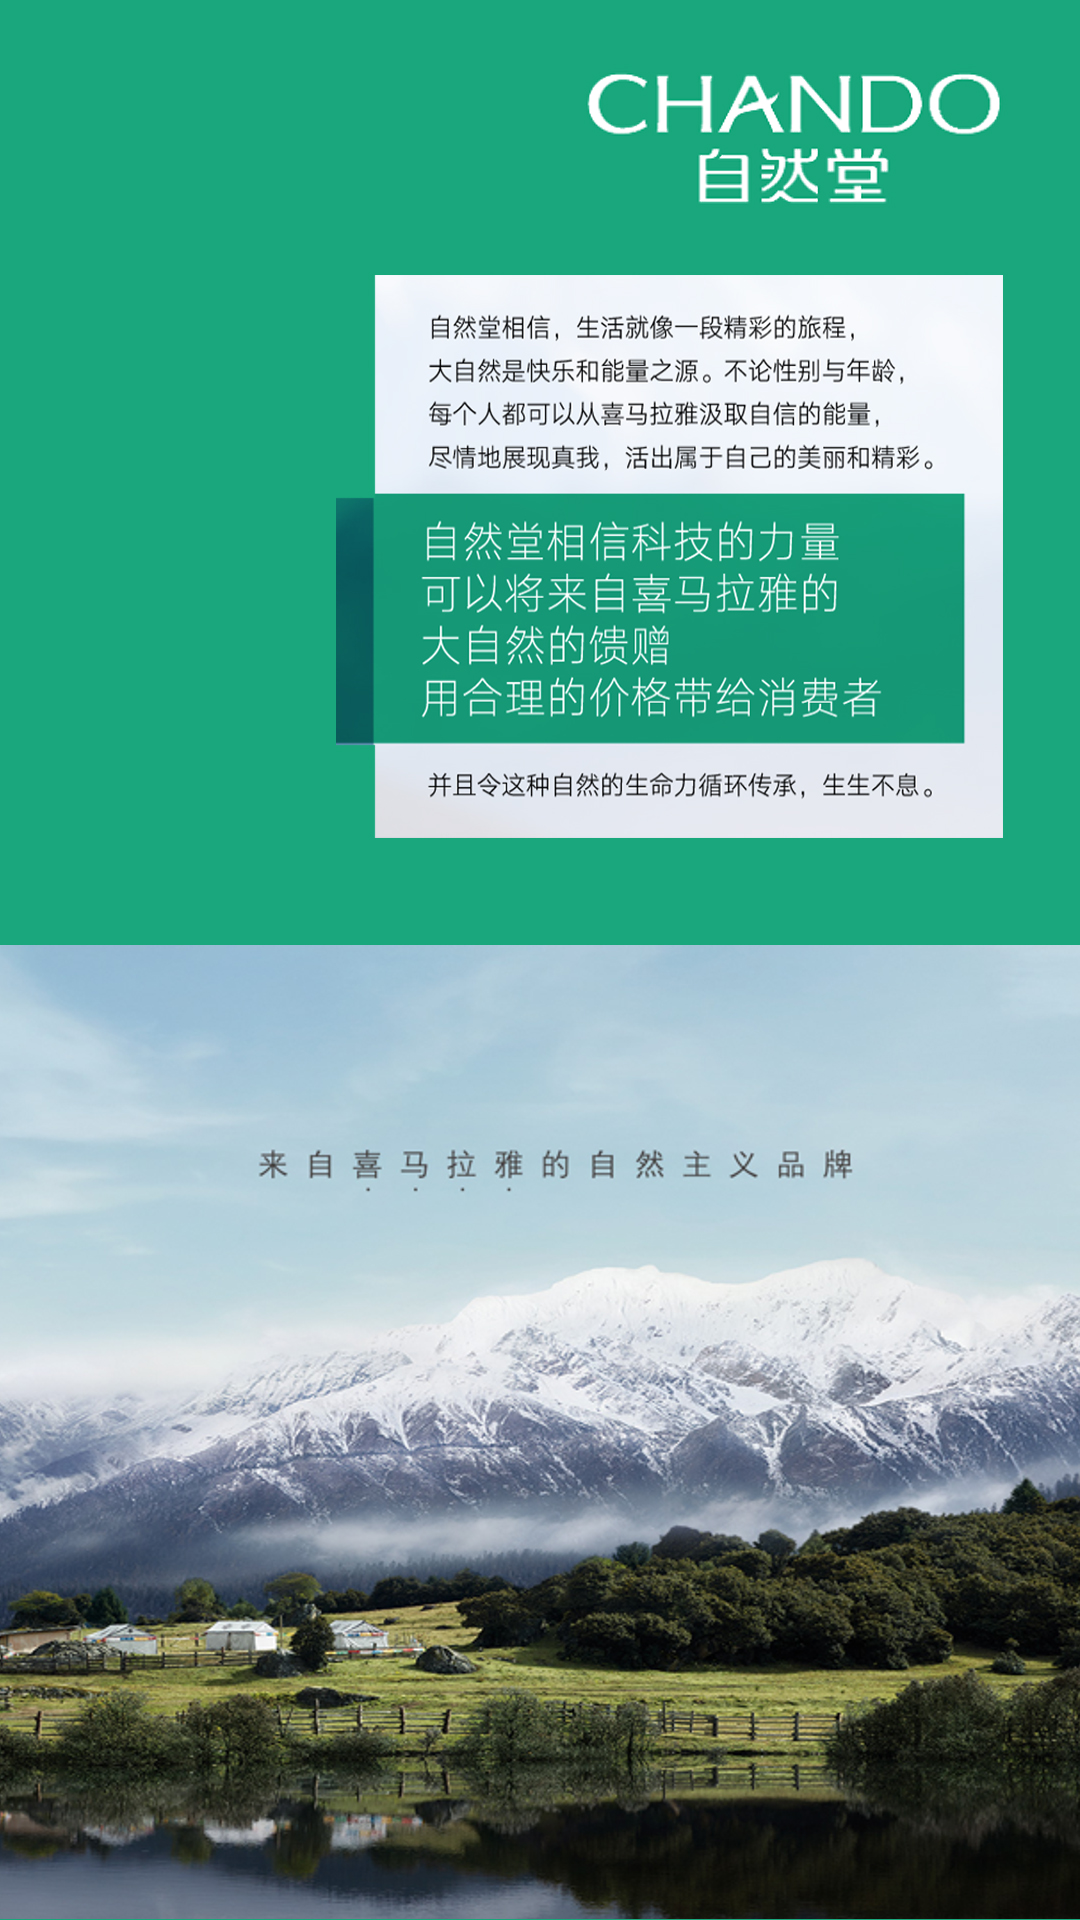 CHANDO
自然堂
自然堂相信，生活就像一段精彩的旅程，
大自然是快乐和能量之源。不论性别与年龄，
每个人都可以从喜马拉雅汲取自信的能量，
尽情地展现真我，活出属于自己的美丽和精彩。
自然堂相信科技的力量
可以将来自喜马拉雅的
大自然的馈赠
用合理的价格带给消费者
并且令这种自然的生命力循环传承，生生不息。
来自喜马拉雅的自然主义品牌